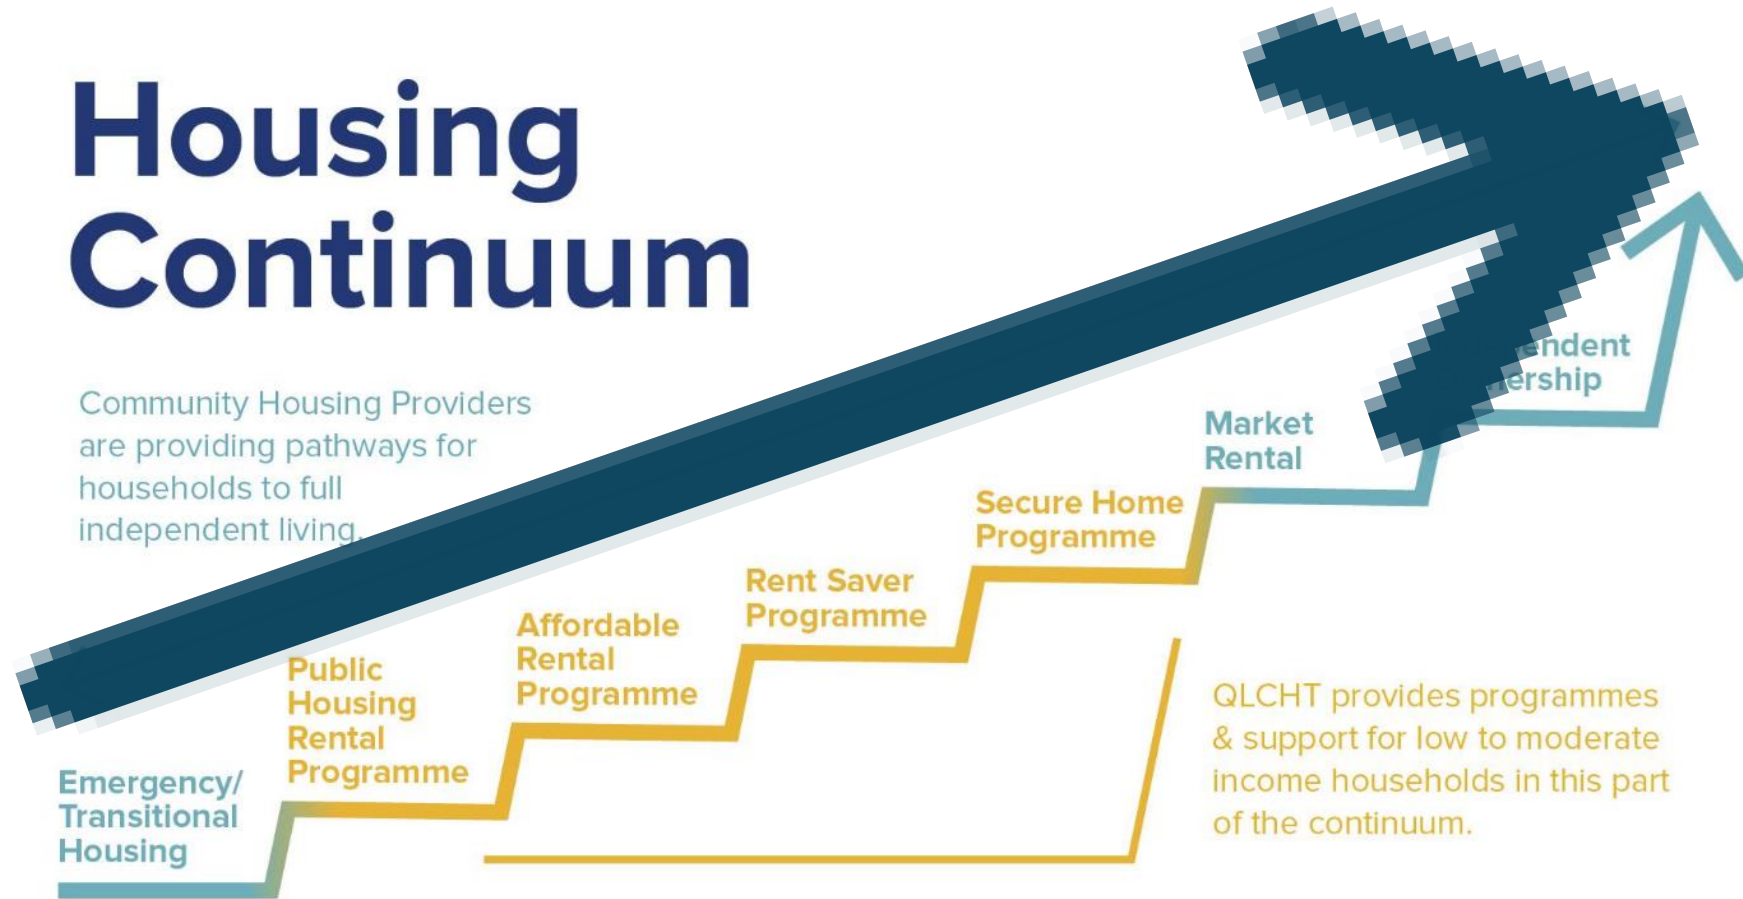 Housing
Continuum
Community Housing Providers
are providing pathways for
households to full
independent living.
Emergency/
Transitional
Housing
Public
Housing
Rental
Programme
Affordable
Rental
Programme
Rent Saver
Programme
Secure Home
Programme
Market
Rental
QLCHT provides programmes
& support for low to moderate
income households in this part
of the continuum.